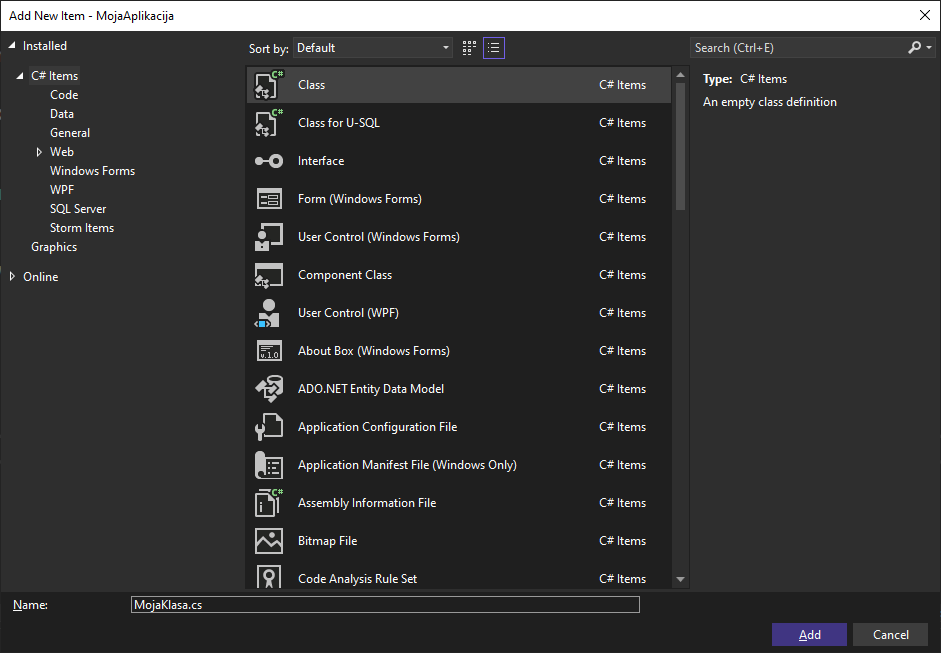 Add New Item - MojaAplikacija
Installed
C# Items
Code
Data
General
Web
Windows Forms
WPF
SQL Server
Storm Items
Graphics
Online
Sort by: Default
Class C# Items
Class for U-SQL C# Items
Interface C# Items
Form (Windows Forms) C# Items
User Control (Windows Forms) C# Items
Component Class C# Items
User Control (WPF) C# Items
About Box (Windows Forms) C# Items
ADO.NET Entity Data Model C# Items
Application Configuration File C# Items
Application Manifest File (Windows Only) C# Items
Assembly Information File C# Items
Bitmap File C# Items
Code Analysis Rule Set C# Items
Search (Ctrl+E)
Type: C# Items
An empty class definition
Name: MojaKlasa.cs
Add Cancel